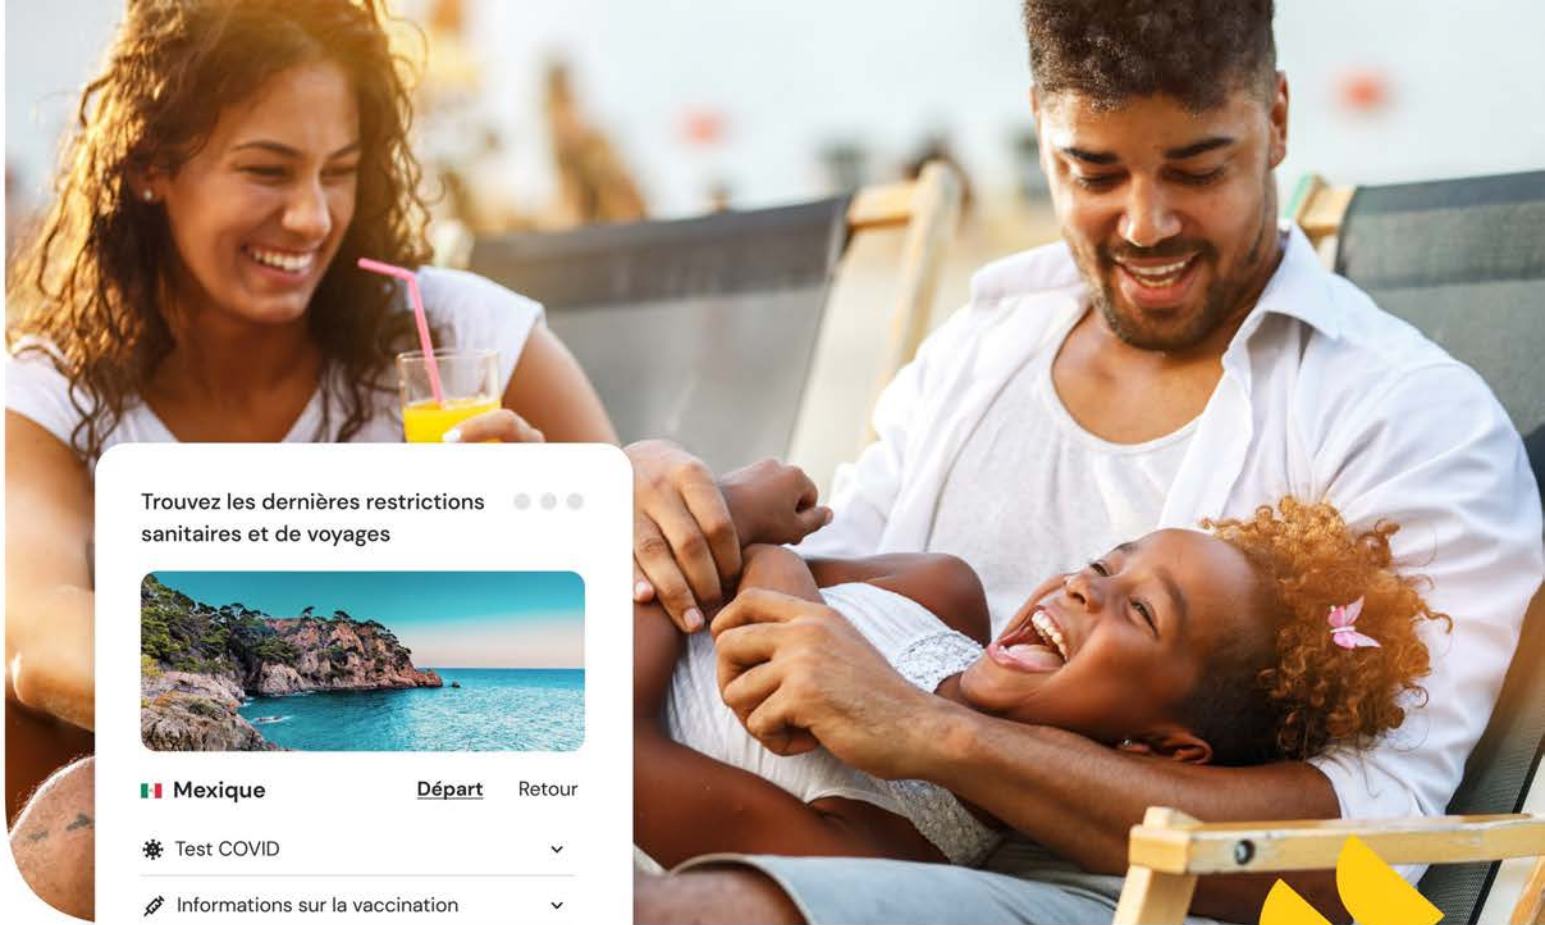 Trouvez les dernières restrictions
sanitaires et de voyages
Mexique Départ Retour
Test COVID
Informations sur la vaccination